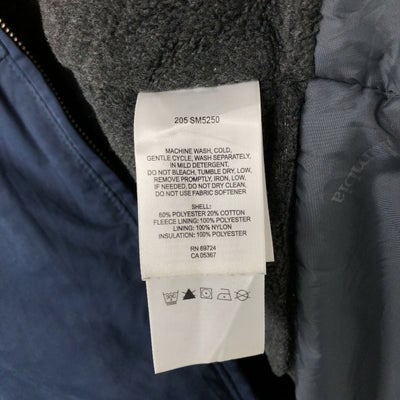 205 SM5250
MACHINE WASH, COLD,
GENTLE CYCLE, WASH SEPARATELY,
IN MILD DETERGENT,
DO NOT BLEACH, TUMBLE DRY, LOW,
REMOVE PROMPTLY, IRON, LOW,
IF NEEDED, DO NOT DRY CLEAN,
DO NOT USE FABRIC SOFTENER
SHELL:
60% POLYESTER 20% COTTON
FLEECE LINING: 100% POLYESTER
LINING: 100% NYLON
INSULATION: 100% POLYESTER
RN 69724
CA 05367